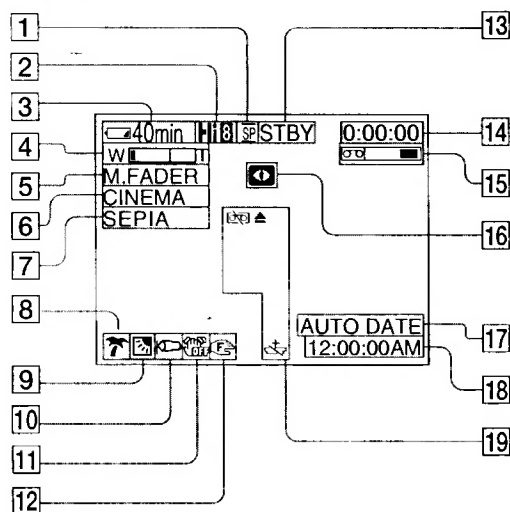 1
13
2
3
40min Hi8 SP STBY 0:00:00
14
4
W T
15
5
M.FADER
6
CINEMA
16
7
SEPIA
8
AUTO DATE
17
OFF F
12:00:00AM
18
9
10
19
11
12